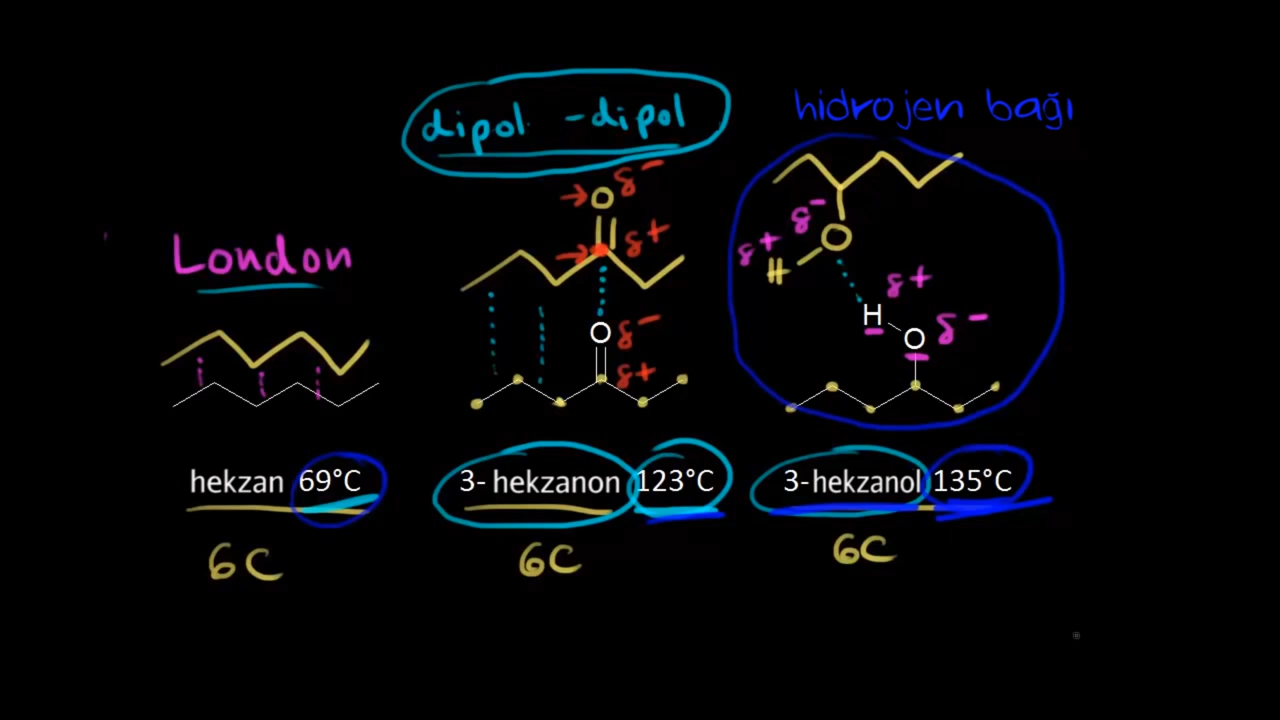 dipol - dipol
hidrojen bağı
London
O δ-
δ+
O δ-
δ+
δ-
δ+
O
H
δ+
H
O δ-
hekzan 69°C
3- hekzanon 123°C
3-hekzanol 135°C
6C
6C
6C